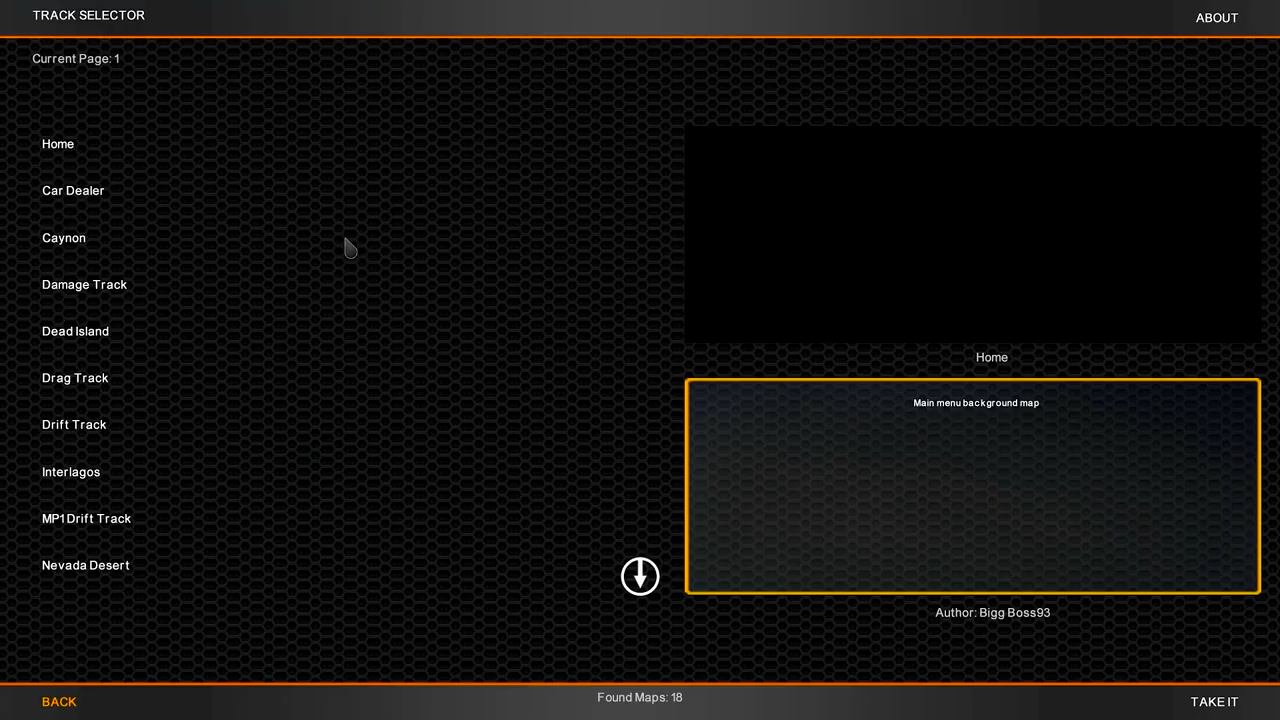 TRACK SELECTOR
ABOUT
Current Page: 1
Home
Car Dealer
Caynon
Damage Track
Dead Island
Drag Track
Drift Track
Interlagos
MP1 Drift Track
Nevada Desert
Home
Main menu background map
Author: Bigg Boss93
BACK
Found Maps: 18
TAKE IT